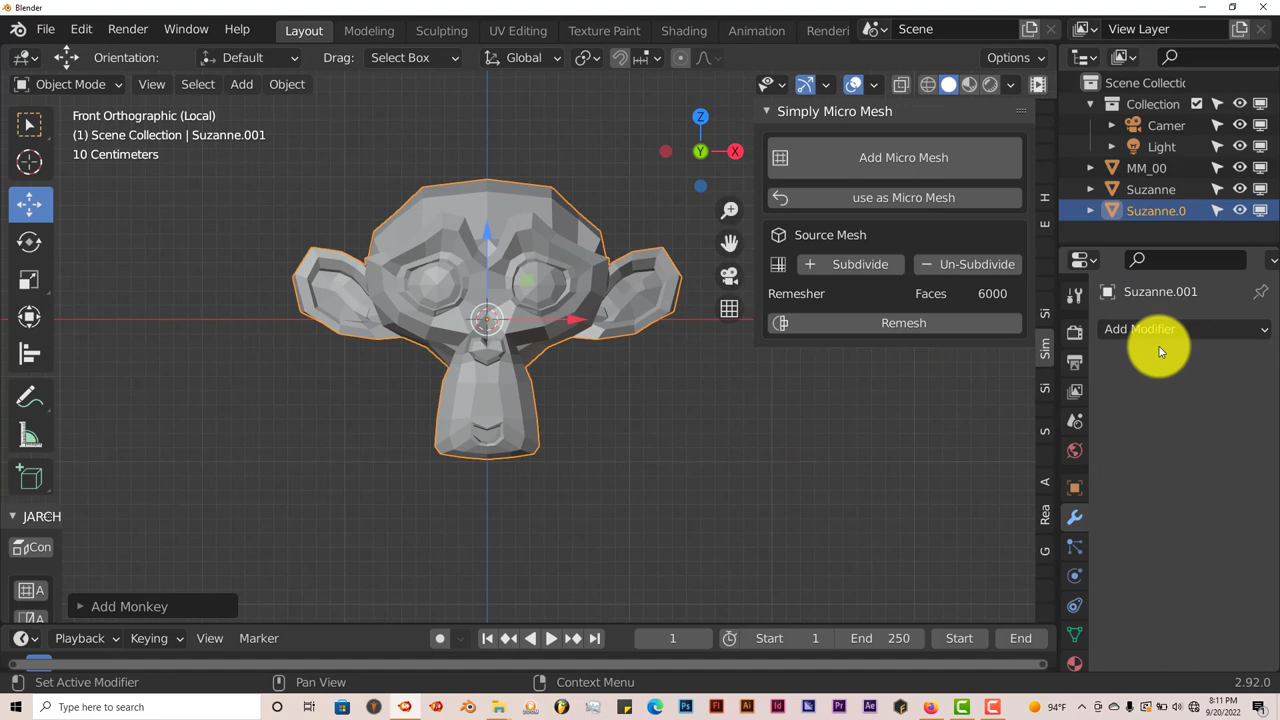 Blender
File Edit Render Window Help Layout Modeling Sculpting UV Editing Texture Paint Shading Animation Renderi Scene View Layer
Orientation: Default Drag: Select Box Global Options
Object Mode View Select Add Object
Front Orthographic (Local)
(1) Scene Collection | Suzanne.001
10 Centimeters
Z
Y
X
Simply Micro Mesh
Add Micro Mesh
use as Micro Mesh
Source Mesh
Subdivide Un-Subdivide
Remesher Faces 6000
Remesh
H
E
Si
Sim
Si
S
A
Rea
G
Scene Collectic
Collection
Camer
Light
MM_00
Suzanne
Suzanne.0
Suzanne.001
Add Modifier
JARCH
Con
A
A
Add Monkey
Playback Keying View Marker 1 Start 1 End 250 Start End
Set Active Modifier Pan View Context Menu 2.92.0
Type here to search
94°F
8:11 PM
9/20/2022